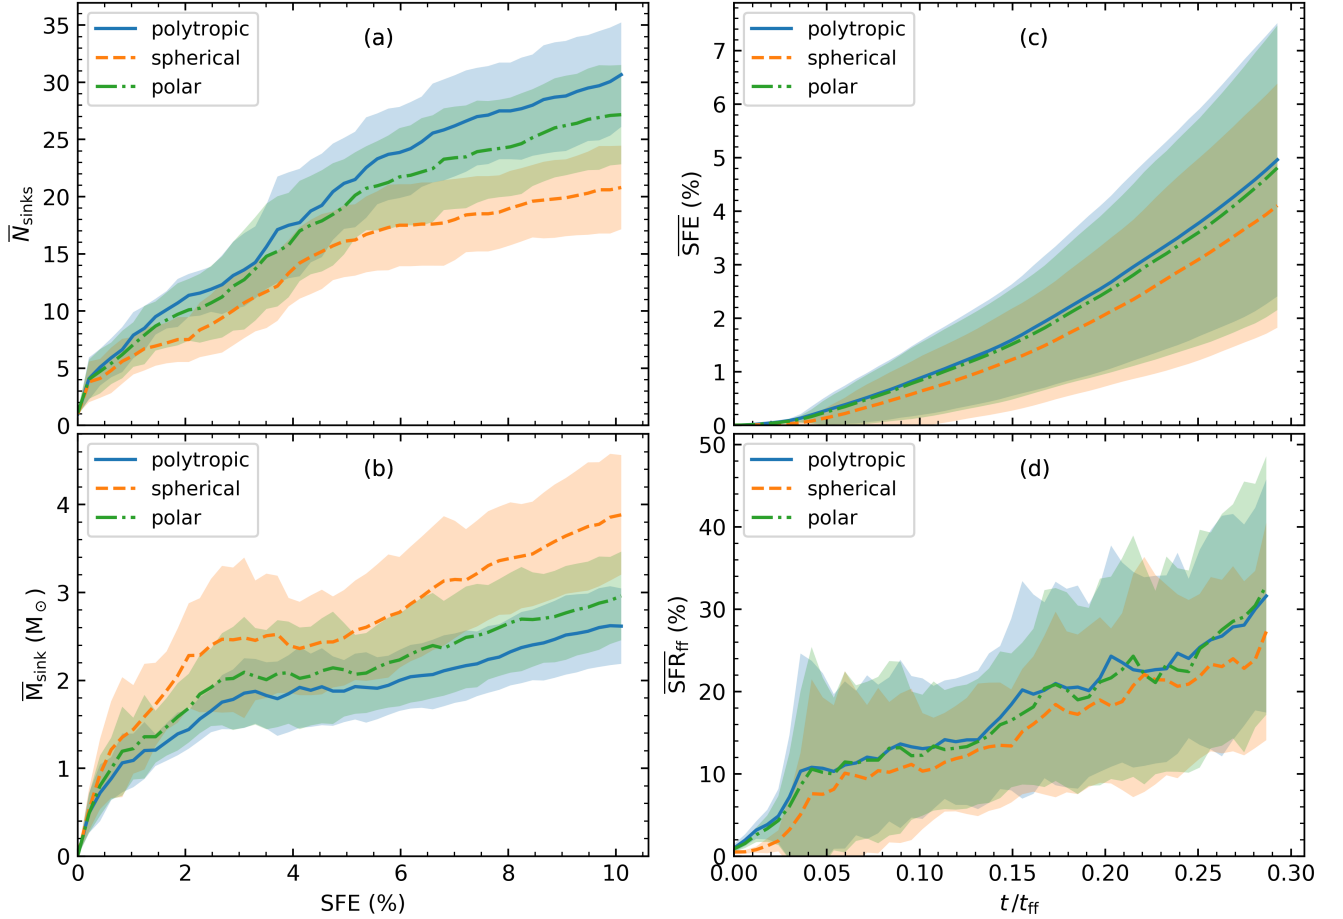 (a)
polytropic
spherical
polar
N̅sinks
35
30
25
20
15
10
5
0
(c)
polytropic
spherical
polar
S̅F̅E̅ (%)
7
6
5
4
3
2
1
0
(b)
polytropic
spherical
polar
M̅sink (M⊙)
4
3
2
1
0
0 2 4 6 8 10
SFE (%)
(d)
polytropic
spherical
polar
S̅F̅R̅ff (%)
50
40
30
20
10
0
0.00 0.05 0.10 0.15 0.20 0.25 0.30
t/tff